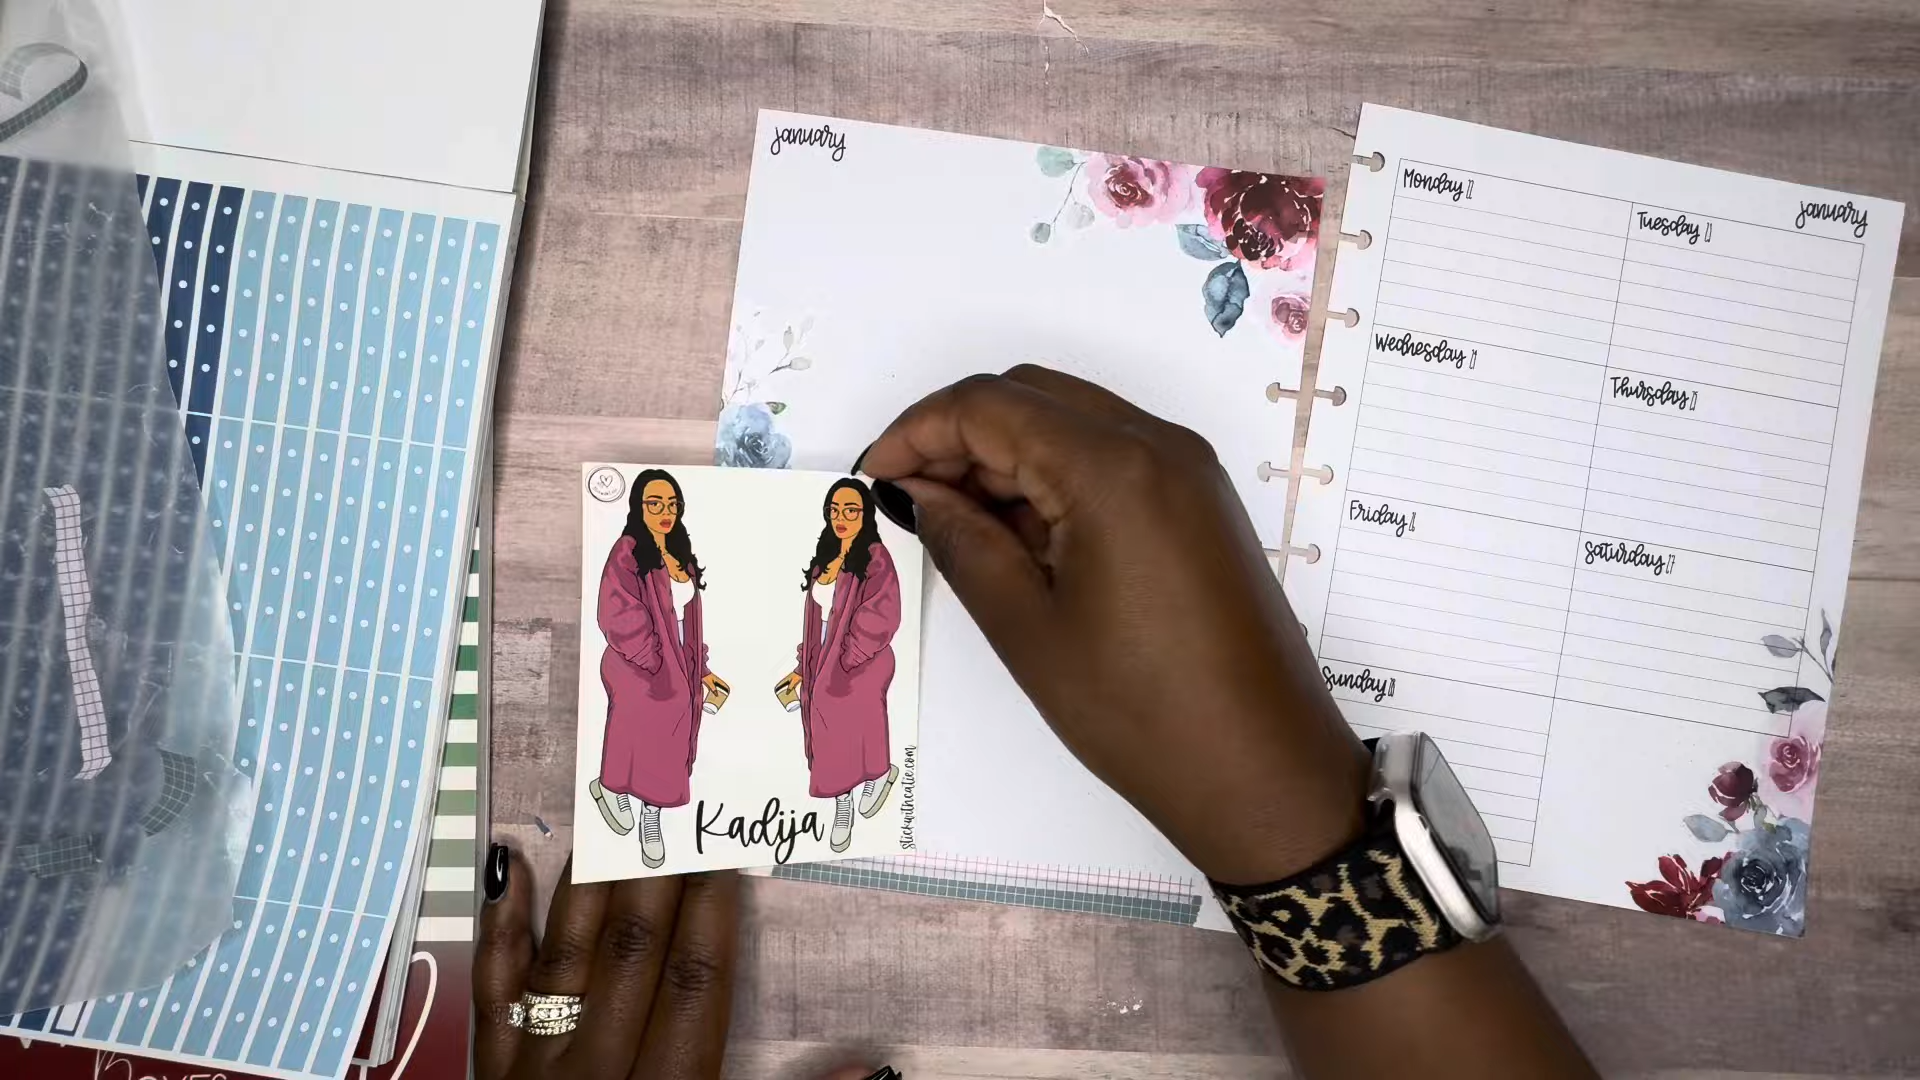 january
january
Monday
Tuesday
Wednesday
Thursday
Friday
Saturday
Sunday
Kadija
stickwithcatie.com